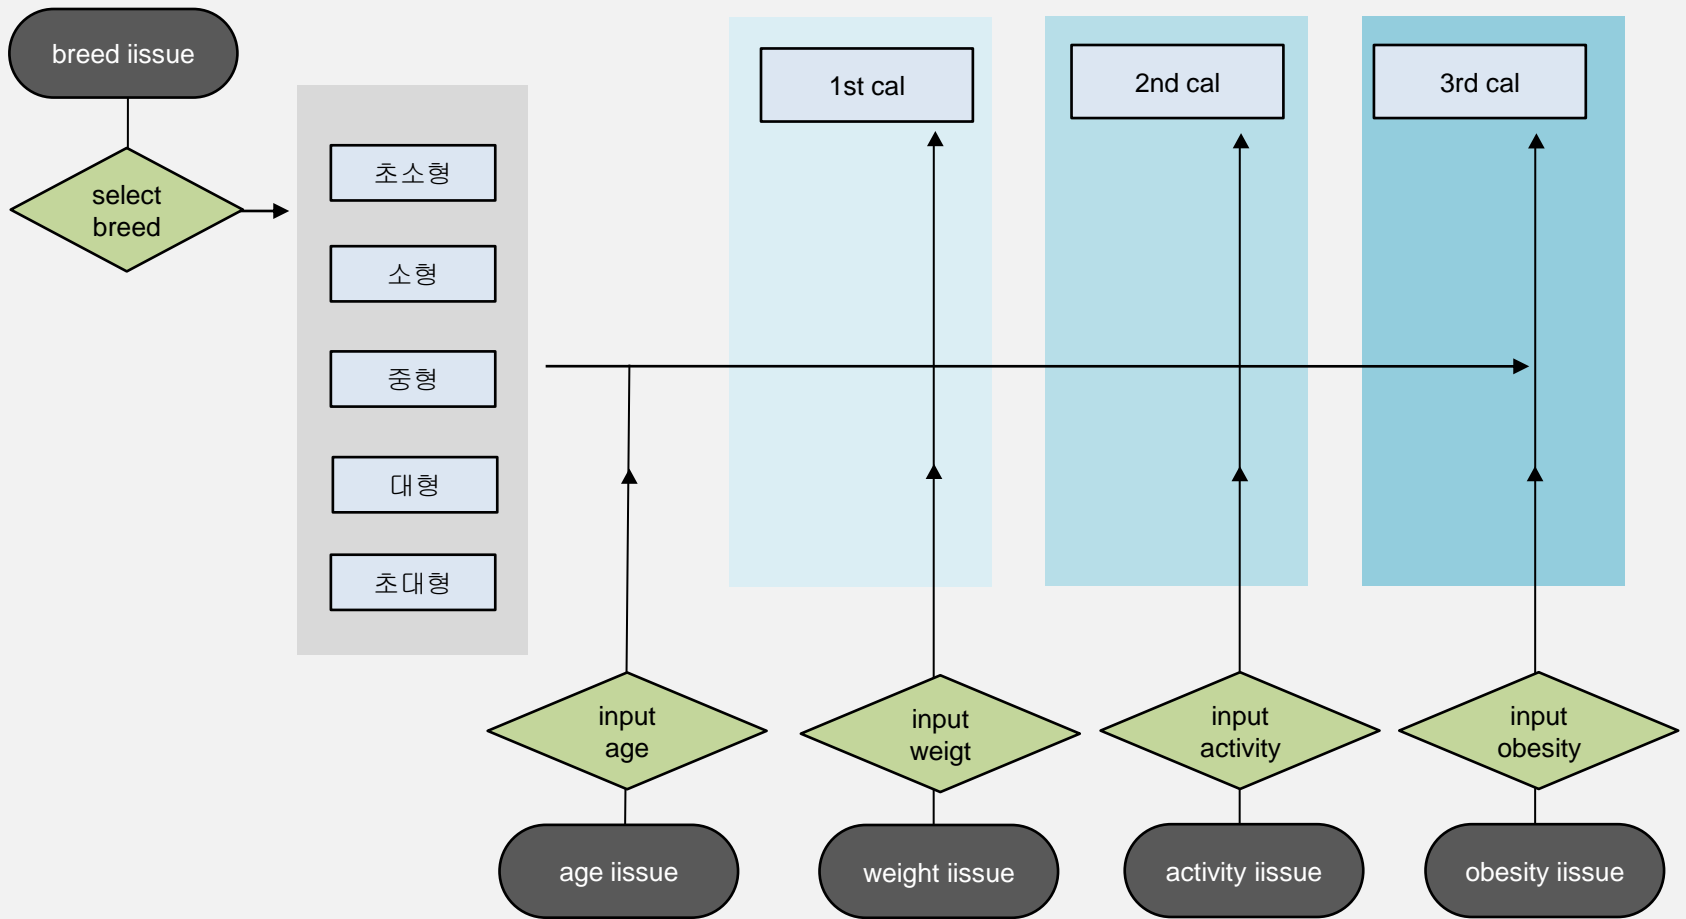 breed iissue
select
breed
초소형
소형
중형
대형
초대형
1st cal
2nd cal
3rd cal
input
age
input
weigt
input
activity
input
obesity
age iissue
weight iissue
activity iissue
obesity iissue